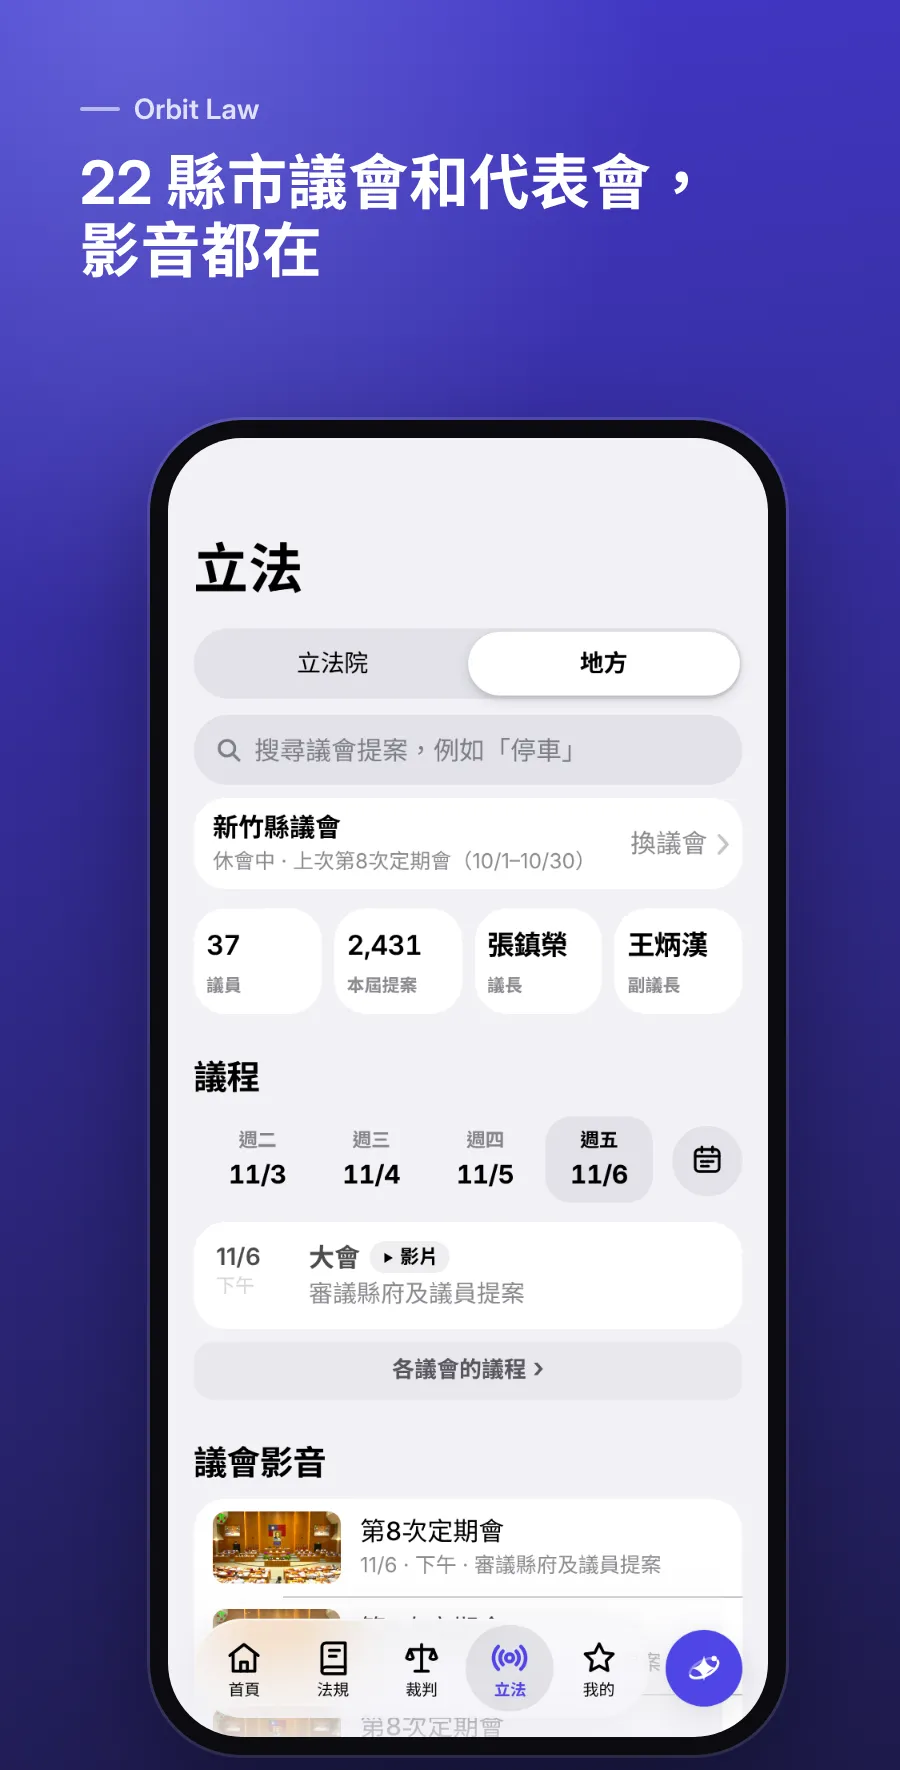 Orbit Law
22 縣市議會和代表會，
影音都在
立法
立法院
地方
搜尋議會提案，例如「停車」
新竹縣議會
休會中 · 上次第8次定期會（10/1–10/30）
換議會
37
議員
2,431
本屆提案
張鎮榮
議長
王炳漢
副議長
議程
週二
11/3
週三
11/4
週四
11/5
週五
11/6
11/6
下午
大會
影片
審議縣府及議員提案
各議會的議程 ›
議會影音
第8次定期會
11/6 · 下午 · 審議縣府及議員提案
案
首頁
法規
裁判
立法
我的
第8次定期會